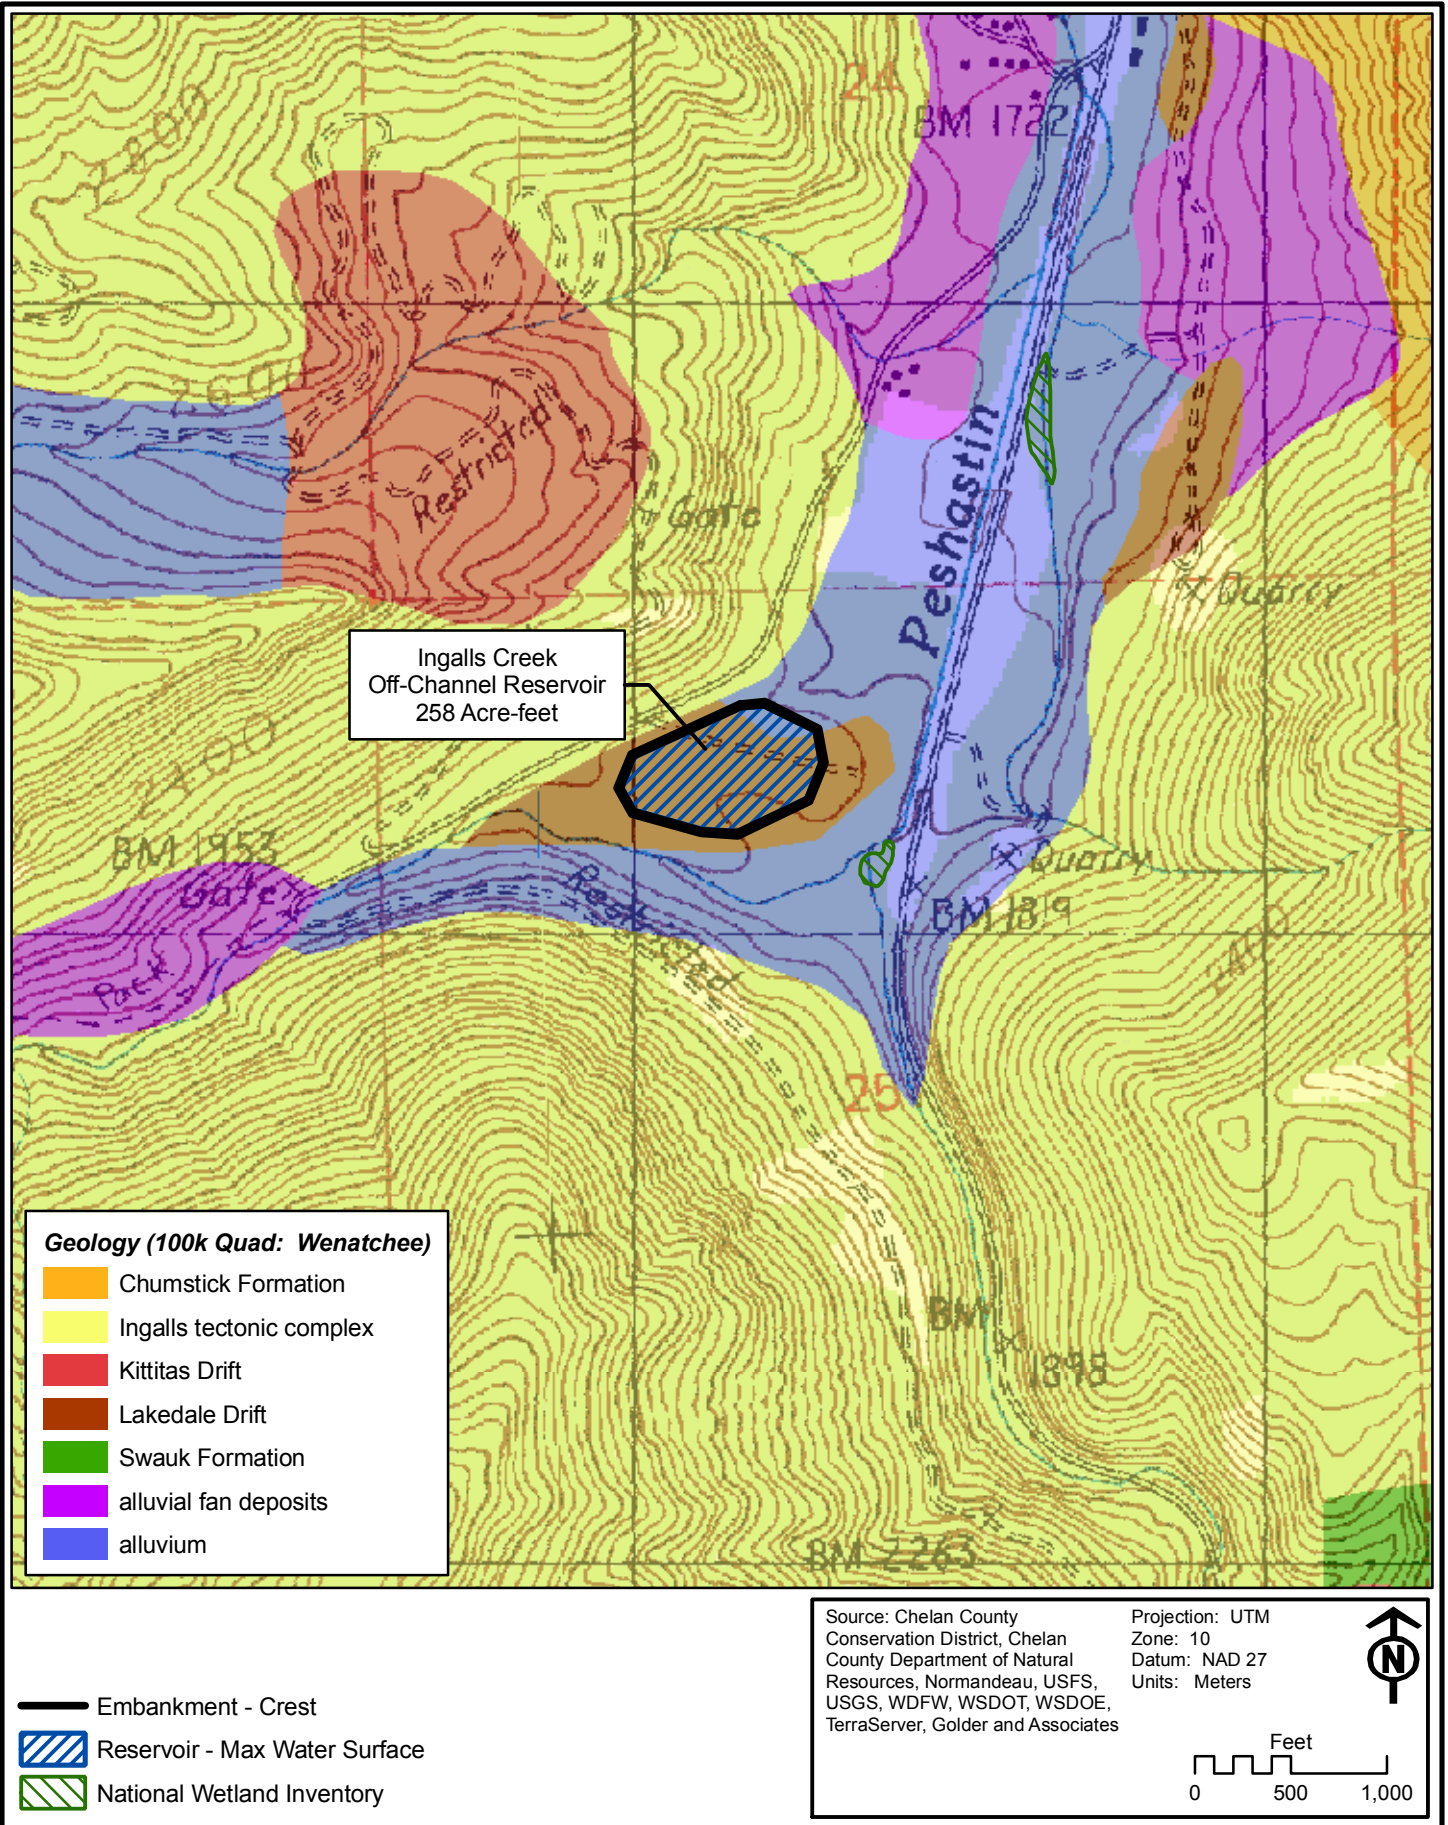 2800
24
BM 1722
2600
Restricted
Gate
Peshastin
Quarry
Ingalls Creek
Off-Channel Reservoir
258 Acre-feet
2400
BM 1953
Gate
Quarry
BM 1819
Restricted
Pack
2400
25
BM
1898
BM 2263
Geology (100k Quad: Wenatchee)
Chumstick Formation
Ingalls tectonic complex
Kittitas Drift
Lakedale Drift
Swauk Formation
alluvial fan deposits
alluvium
Embankment - Crest
Reservoir - Max Water Surface
National Wetland Inventory
Source: Chelan County
Conservation District, Chelan
County Department of Natural
Resources, Normandeau, USFS,
USGS, WDFW, WSDOT, WSDOE,
TerraServer, Golder and Associates
Projection: UTM
Zone: 10
Datum: NAD 27
Units: Meters
N
Feet
0 500 1,000